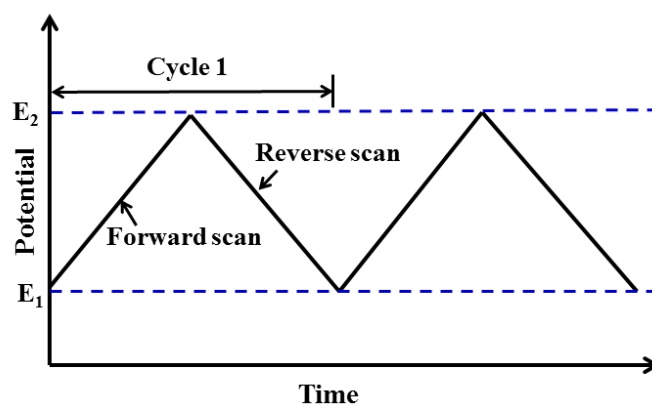 Cycle 1
E2
Reverse scan
Potential
Forward scan
E1
Time